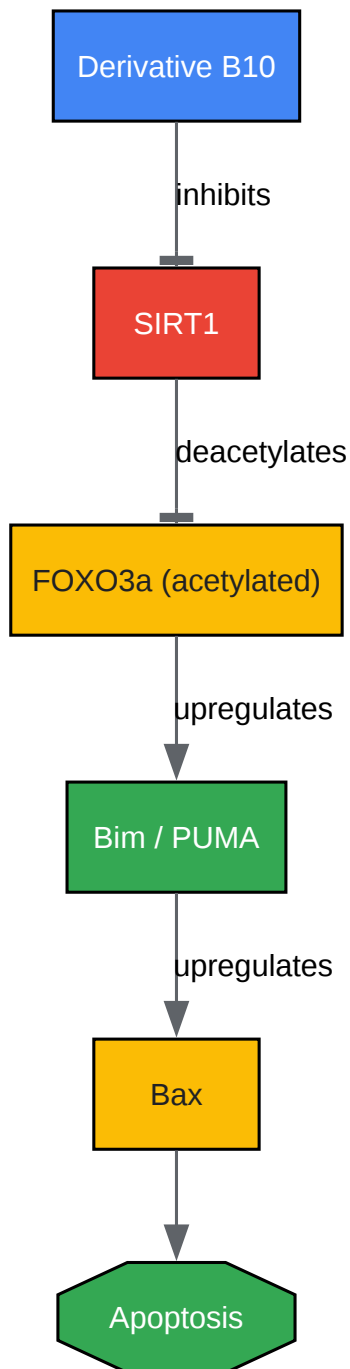 Derivative B10
inhibits
SIRT1
deacetylates
FOXO3a (acetylated)
upregulates
Bim / PUMA
upregulates
Bax
Apoptosis